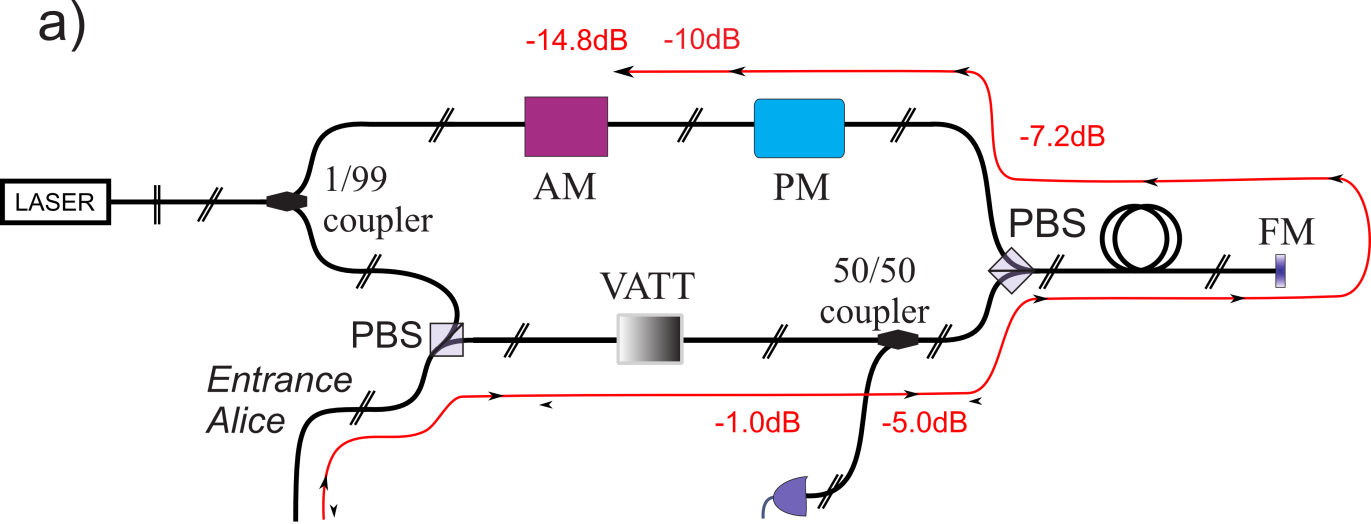 a)
-14.8dB
-10dB
-7.2dB
LASER
1/99
coupler
AM
PM
PBS
FM
50/50
coupler
VATT
PBS
Entrance
Alice
-1.0dB
-5.0dB